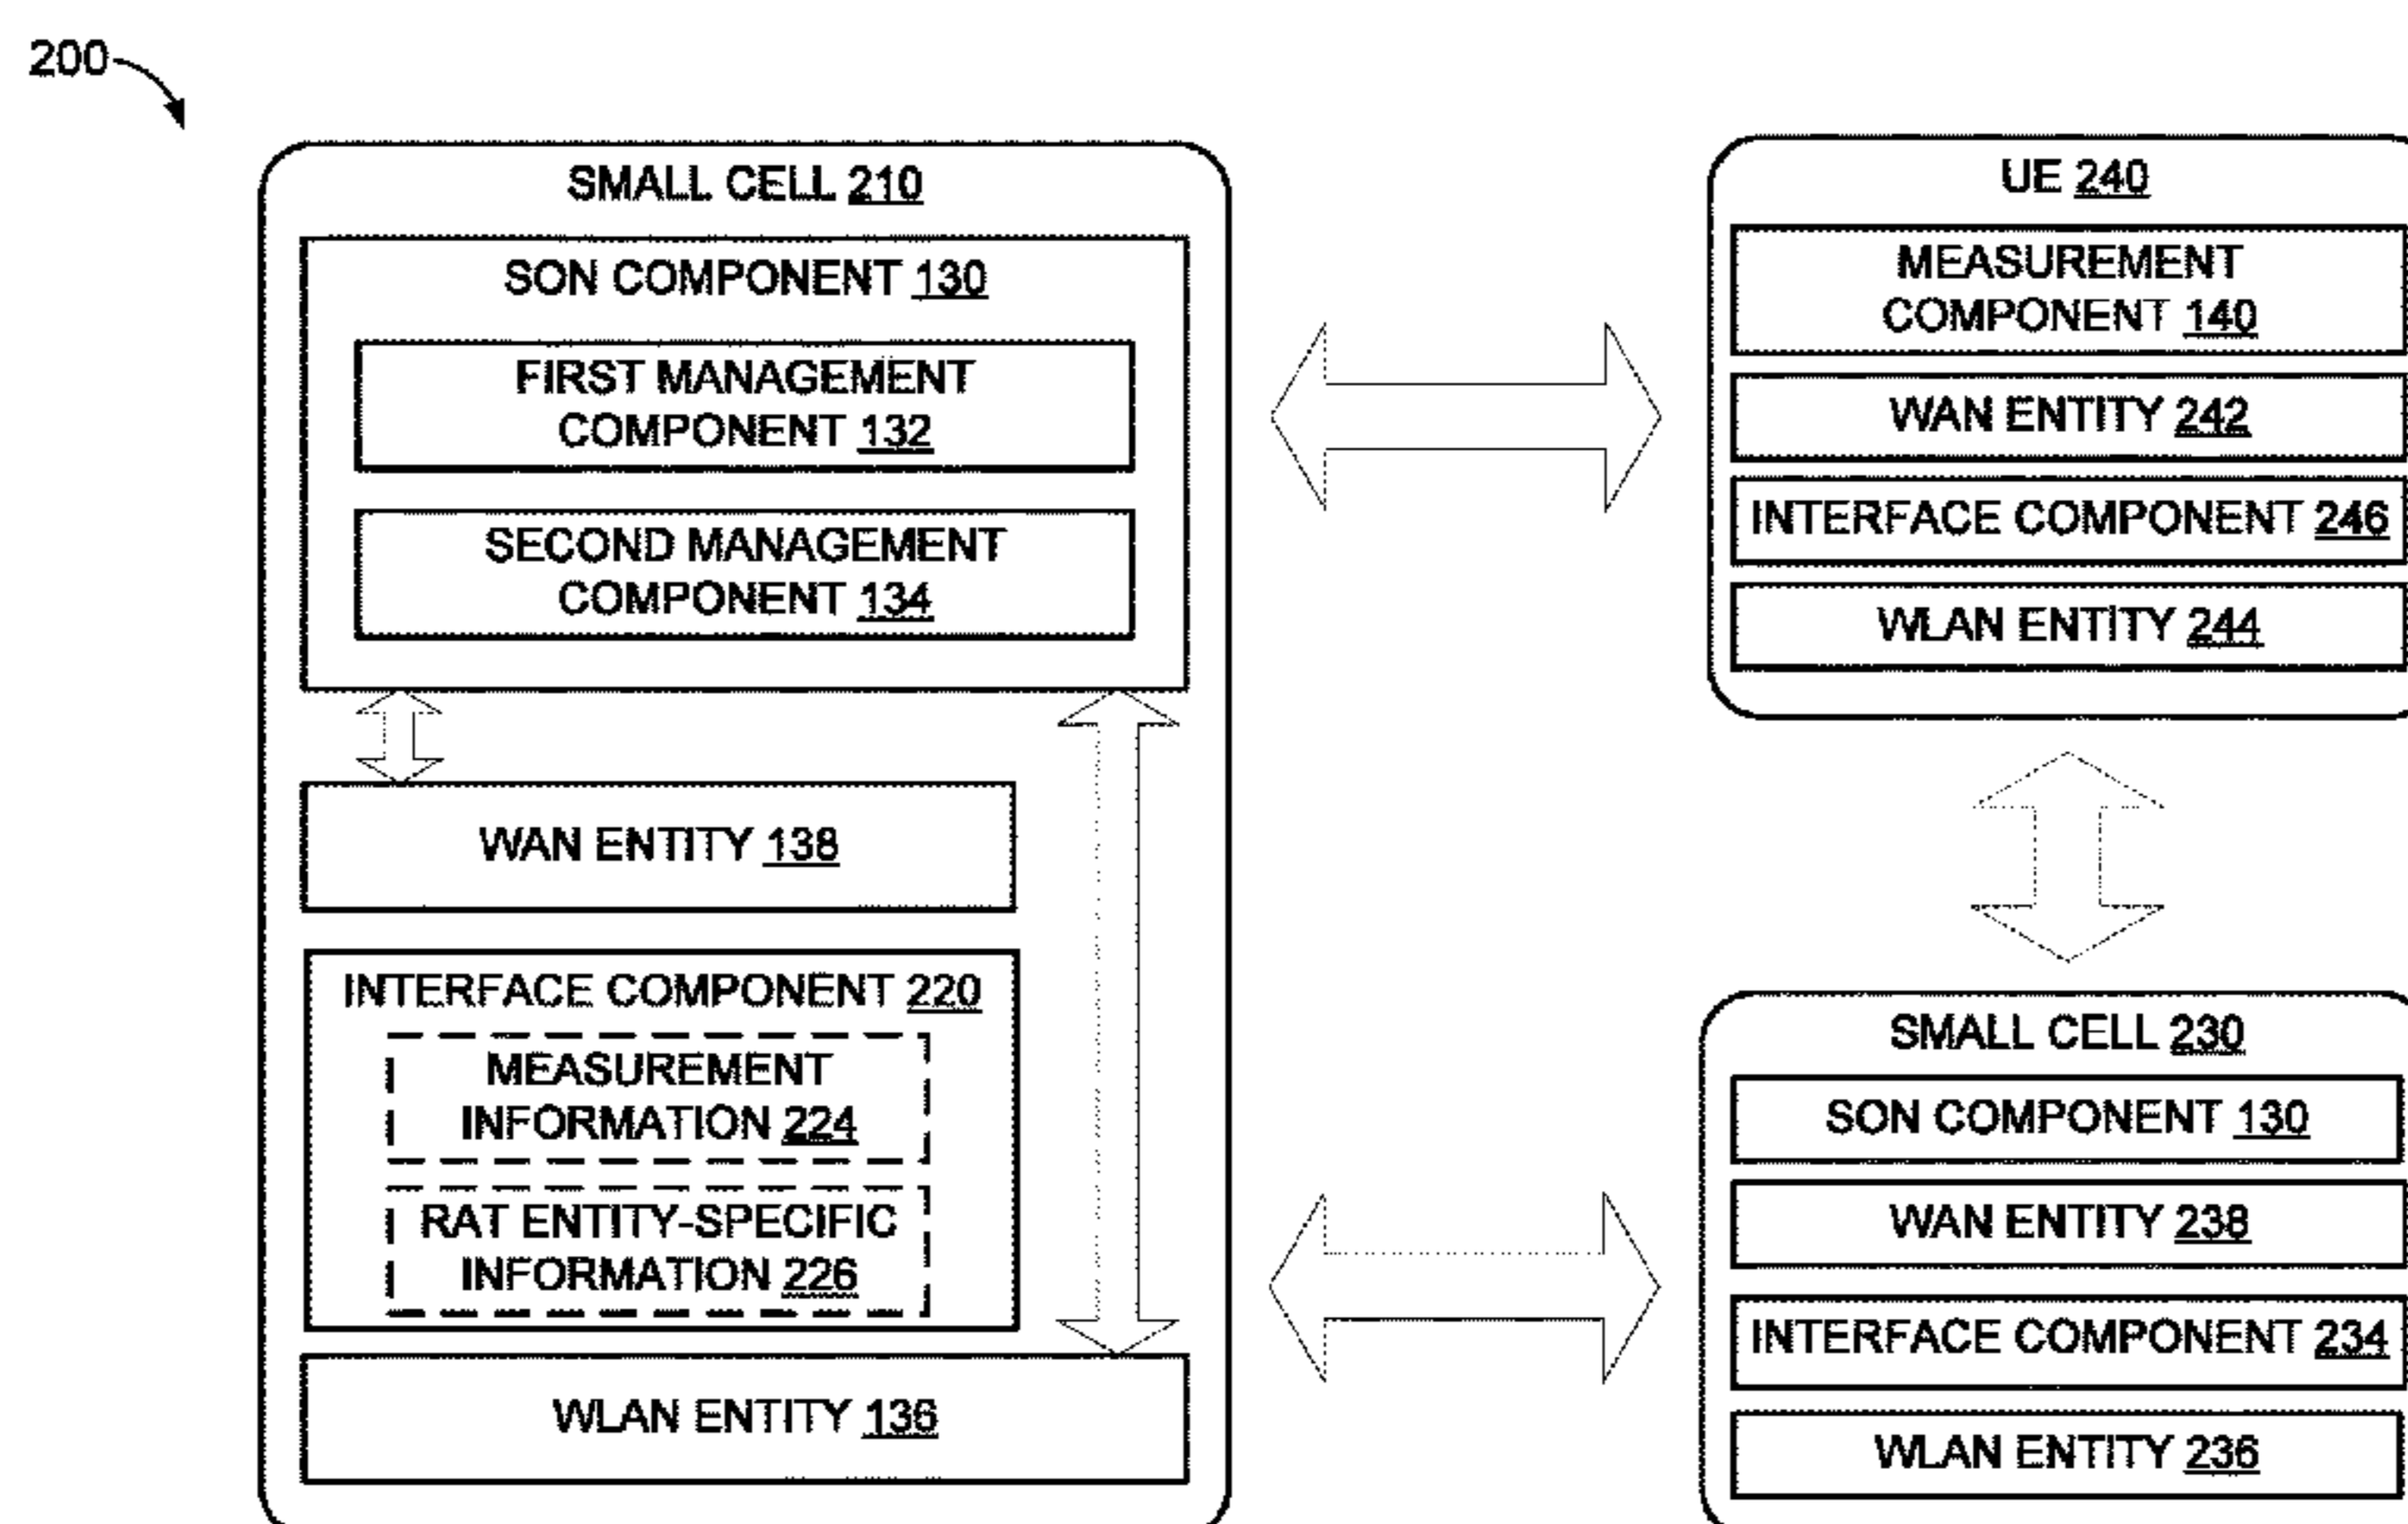 200
SMALL CELL 210
SON COMPONENT 130
FIRST MANAGEMENT
COMPONENT 132
SECOND MANAGEMENT
COMPONENT 134
WAN ENTITY 138
INTERFACE COMPONENT 220
MEASUREMENT
INFORMATION 224
RAT ENTITY-SPECIFIC
INFORMATION 226
WLAN ENTITY 136
UE 240
MEASUREMENT
COMPONENT 140
WAN ENTITY 242
INTERFACE COMPONENT 246
WLAN ENTITY 244
SMALL CELL 230
SON COMPONENT 130
WAN ENTITY 238
INTERFACE COMPONENT 234
WLAN ENTITY 236